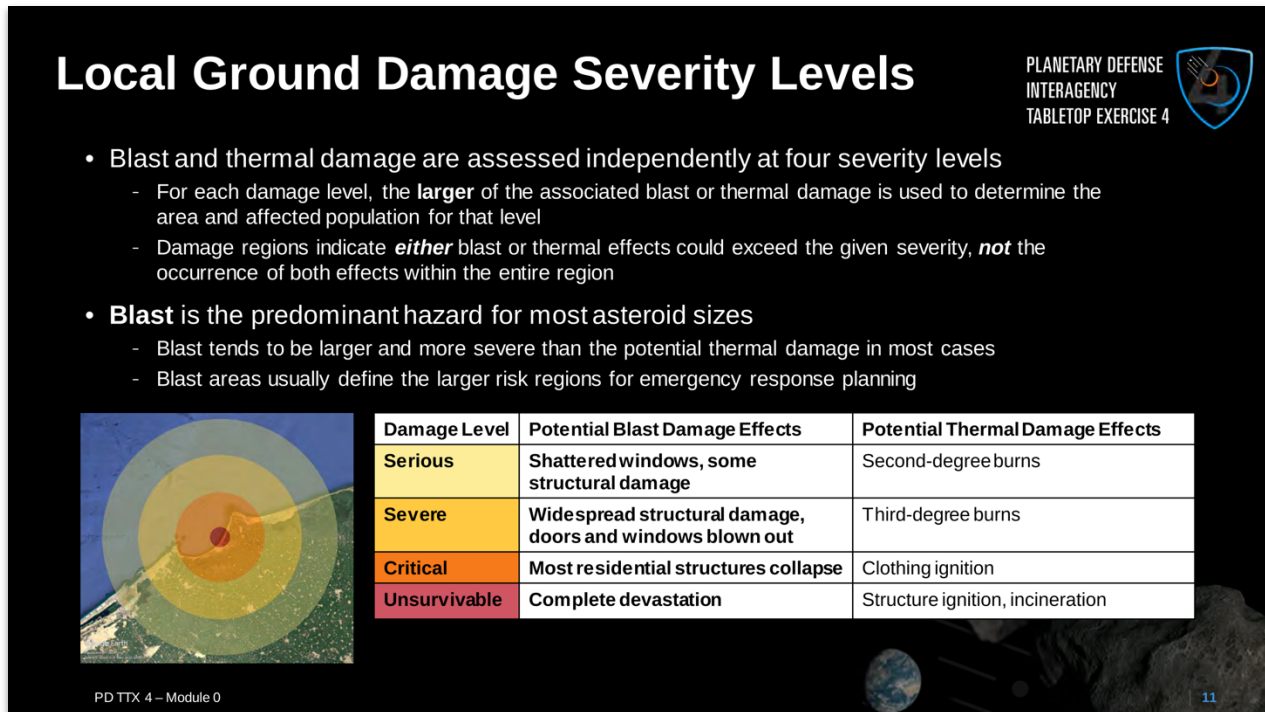 Local Ground Damage Severity Levels
PLANETARY DEFENSE
INTERAGENCY
TABLETOP EXERCISE 4
• Blast and thermal damage are assessed independently at four severity levels
- For each damage level, the larger of the associated blast or thermal damage is used to determine the
area and affected population for that level
- Damage regions indicate either blast or thermal effects could exceed the given severity, not the
occurrence of both effects within the entire region
• Blast is the predominant hazard for most asteroid sizes
- Blast tends to be larger and more severe than the potential thermal damage in most cases
- Blast areas usually define the larger risk regions for emergency response planning
Damage Level Potential Blast Damage Effects Potential Thermal Damage Effects
Serious Shattered windows, some Second-degree burns
structural damage
Severe Widespread structural damage, Third-degree burns
doors and windows blown out
Critical Most residential structures collapse Clothing ignition
Unsurvivable Complete devastation Structure ignition, incineration
Earth
PD TTX 4 – Module 0
11